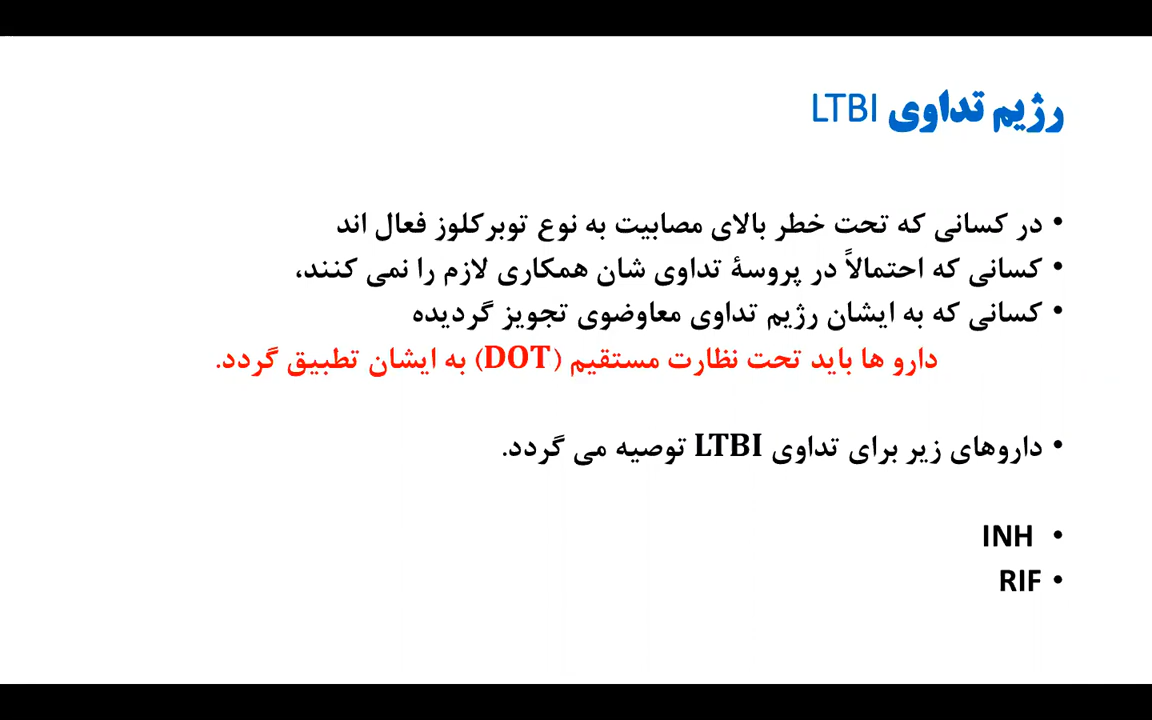 رژیم تداوی LTBI
• در کسانی که تحت خطر بالای مصابیت به نوع توبرکلوز فعال اند
• کسانی که احتمالاً در پروسۀ تداوی شان همکاری لازم را نمی کنند،
• کسانی که به ایشان رژیم تداوی معاوضوی تجویز گردیده
دارو ها باید تحت نظارت مستقیم (DOT) به ایشان تطبیق گردد.
• داروهای زیر برای تداوی LTBI توصیه می گردد.
• INH
• RIF